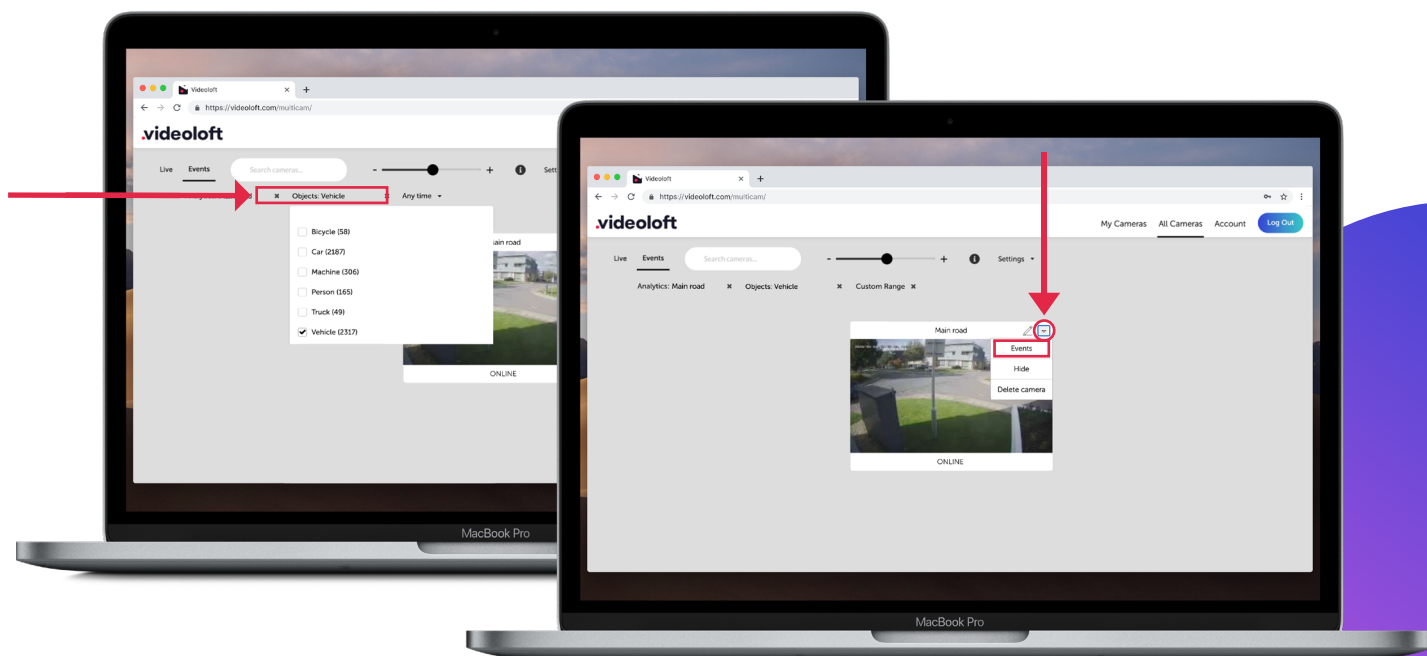 Videoloft
https://videoloft.com/multicam/
.videoloft
Live Events Search cameras... - + Sett
Objects: Vehicle Any time
Bicycle (58)
Car (2187)
Machine (306)
Person (165)
Truck (49)
Vehicle (2317)
ain road
ONLINE
MacBook Pro
Videoloft
https://videoloft.com/multicam/
.videoloft
My Cameras All Cameras Account Log Out
Live Events Search cameras... - + Settings
Analytics: Main road Objects: Vehicle Custom Range
Main road
Events
Hide
Delete camera
ONLINE
MacBook Pro